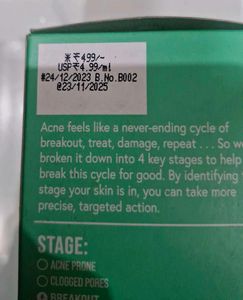 ₹499/-
USP₹4.99/ml
#24/12/2023 B.No.B002
@23/11/2025
Acne feels like a never-ending cycle of
breakout, treat, damage, repeat . . . So we
broken it down into 4 key stages to help
break this cycle for good. By identifying
stage your skin is in, you can take more
precise, targeted action.
STAGE:
ACNE PRONE
CLOGGED PORES
BREAKOUT